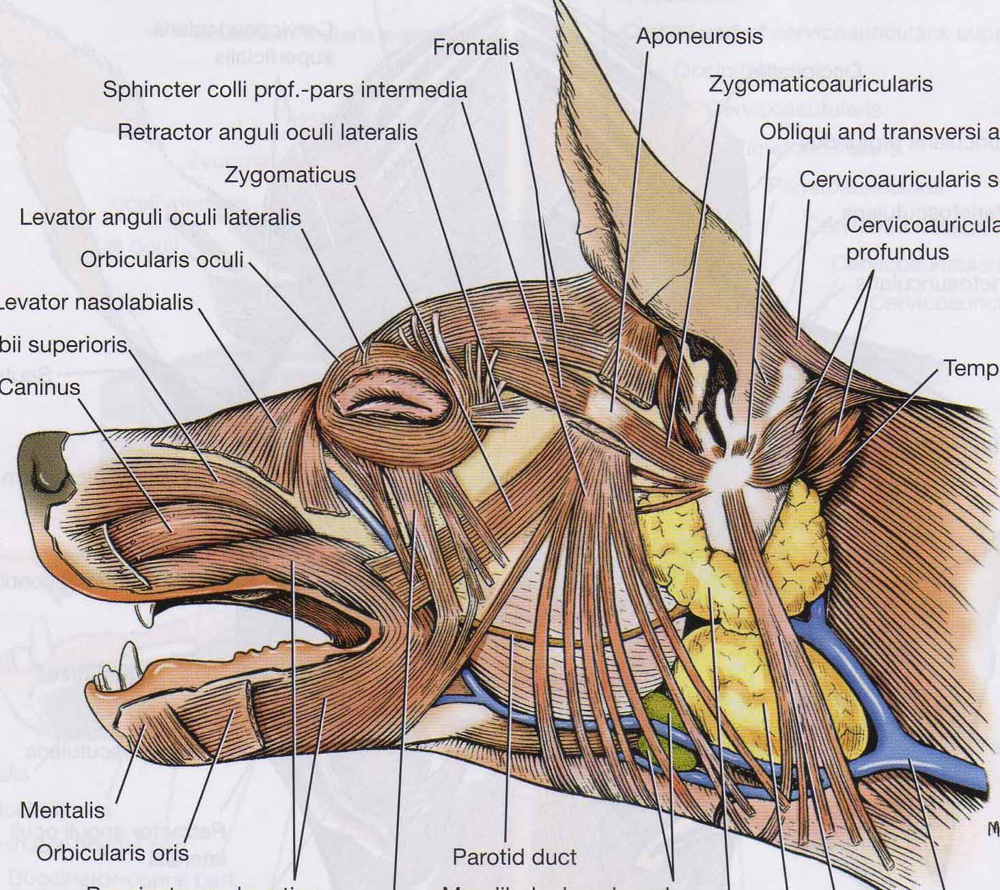 Aponeurosis
Frontalis
Zygomaticoauricularis
Sphincter colli prof.-pars intermedia
Retractor anguli oculi lateralis
Obliqui and transversi a
Zygomaticus
Cervicoauricularis s
Levator anguli oculi lateralis
Cervicoauricula
profundus
Orbicularis oculi
Levator nasolabialis
bii superioris
Temp
Caninus
Mentalis
Orbicularis oris
Parotid duct